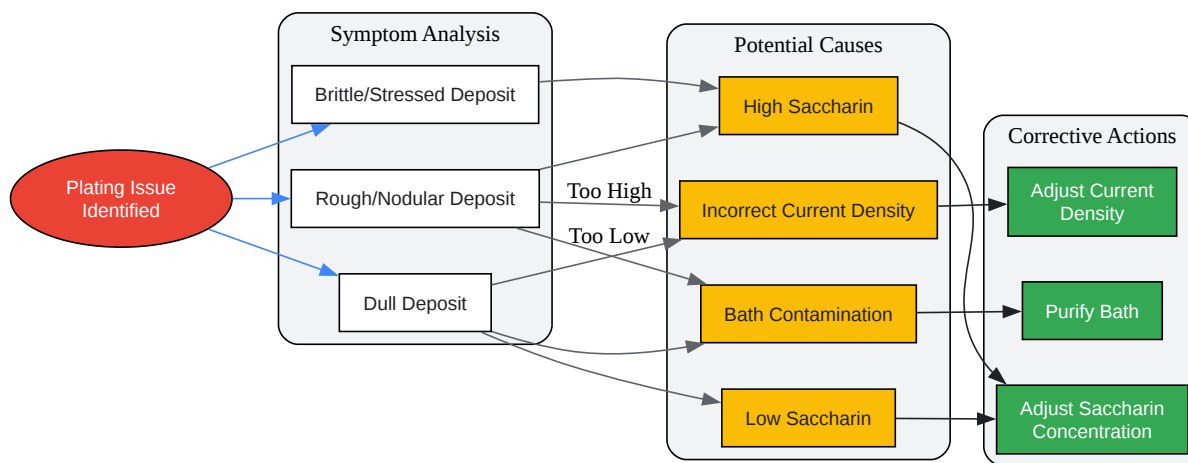 Plating Issue
Identified
Symptom Analysis
Brittle/Stressed Deposit
Rough/Nodular Deposit
Dull Deposit
Too High
Too Low
Potential Causes
High Saccharin
Incorrect Current Density
Bath Contamination
Low Saccharin
Corrective Actions
Adjust Current
Density
Purify Bath
Adjust Saccharin
Concentration